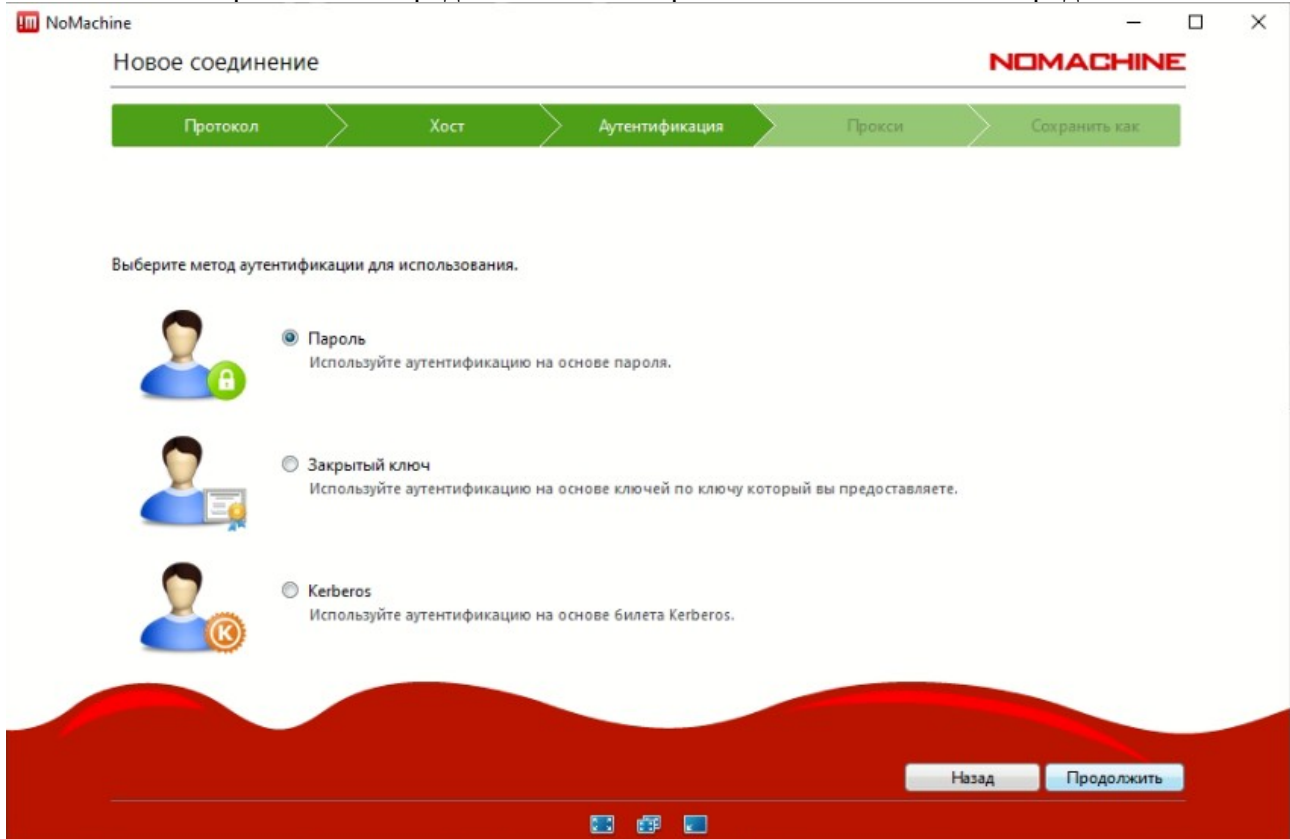 NoMachine
Новое соединение
NOMACHINE
Протокол
Хост
Аутентификация
Прокси
Сохранить как
Выберите метод аутентификации для использования.
Пароль
Используйте аутентификацию на основе пароля.
Закрытый ключ
Используйте аутентификацию на основе ключей по ключу который вы предоставляете.
Kerberos
Используйте аутентификацию на основе билета Kerberos.
K
Назад
Продолжить